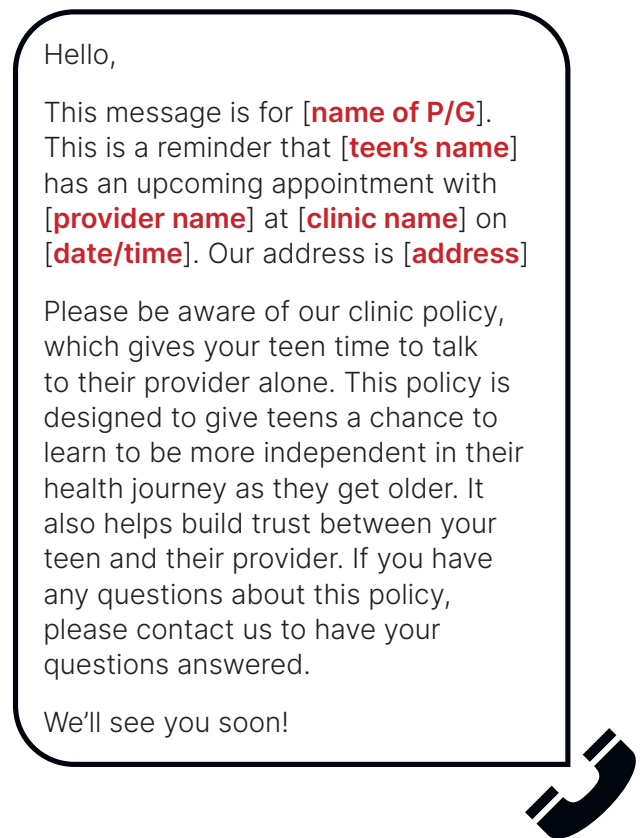 Hello,
This message is for [name of P/G].
This is a reminder that [teen’s name]
has an upcoming appointment with
[provider name] at [clinic name] on
[date/time]. Our address is [address]
Please be aware of our clinic policy,
which gives your teen time to talk
to their provider alone. This policy is
designed to give teens a chance to
learn to be more independent in their
health journey as they get older. It
also helps build trust between your
teen and their provider. If you have
any questions about this policy,
please contact us to have your
questions answered.
We’ll see you soon!